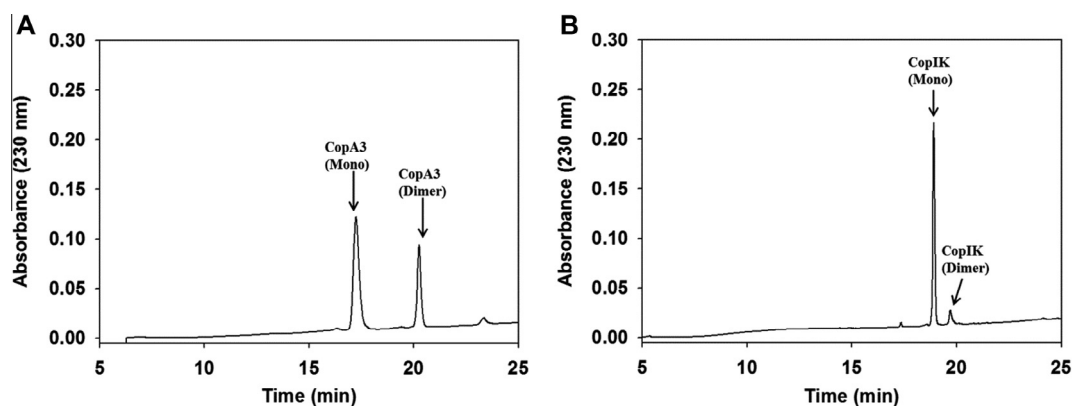 A
0.30
0.25
0.20
0.15
0.10
0.05
0.00
Absorbance (230 nm)
CopA3
(Mono)
CopA3
(Dimer)
5
10
15
20
25
Time (min)
B
0.30
0.25
0.20
0.15
0.10
0.05
0.00
Absorbance (230 nm)
CopIK
(Mono)
CopIK
(Dimer)
5
10
15
20
25
Time (min)